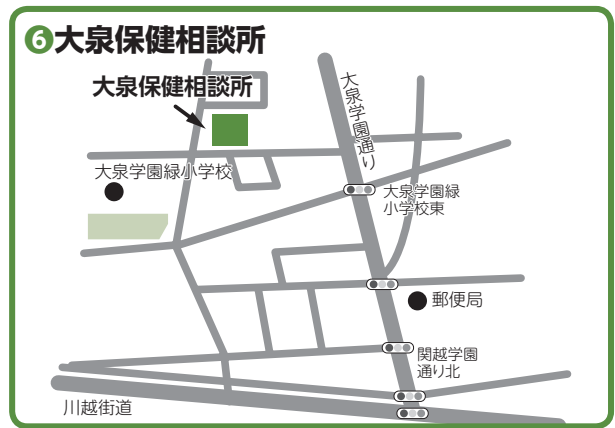 ❻大泉保健相談所
大泉保健相談所
大泉学園通り
大泉学園緑小学校
大泉学園緑
小学校東
郵便局
関越学園
通り北
川越街道